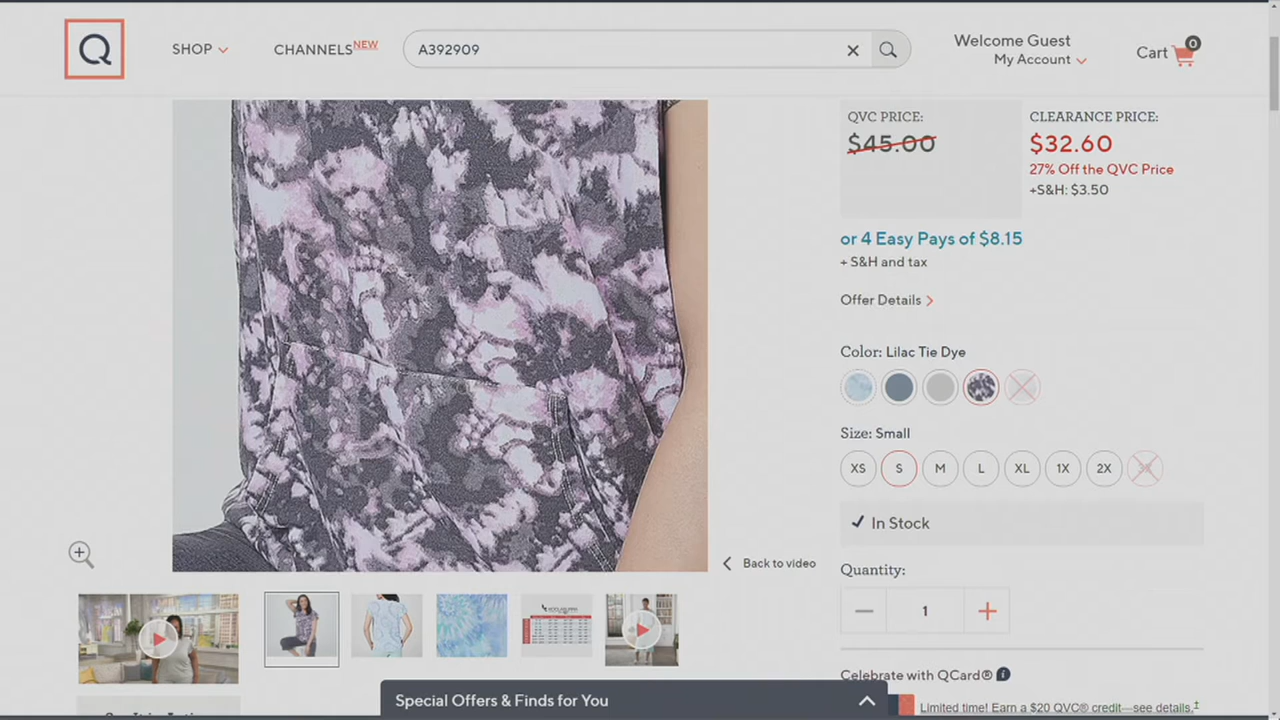 Q
SHOP
CHANNELS NEW
A392909
Welcome Guest
My Account
Cart 0
QVC PRICE:
$45.00
CLEARANCE PRICE:
$32.60
27% Off the QVC Price
+S&H: $3.50
or 4 Easy Pays of $8.15
+ S&H and tax
Offer Details
Color: Lilac Tie Dye
Size: Small
XS S M L XL 1X 2X
In Stock
Back to video
Quantity:
1
Celebrate with QCard®
Special Offers & Finds for You
Limited time! Earn a $20 QVC® credit—see details.‡